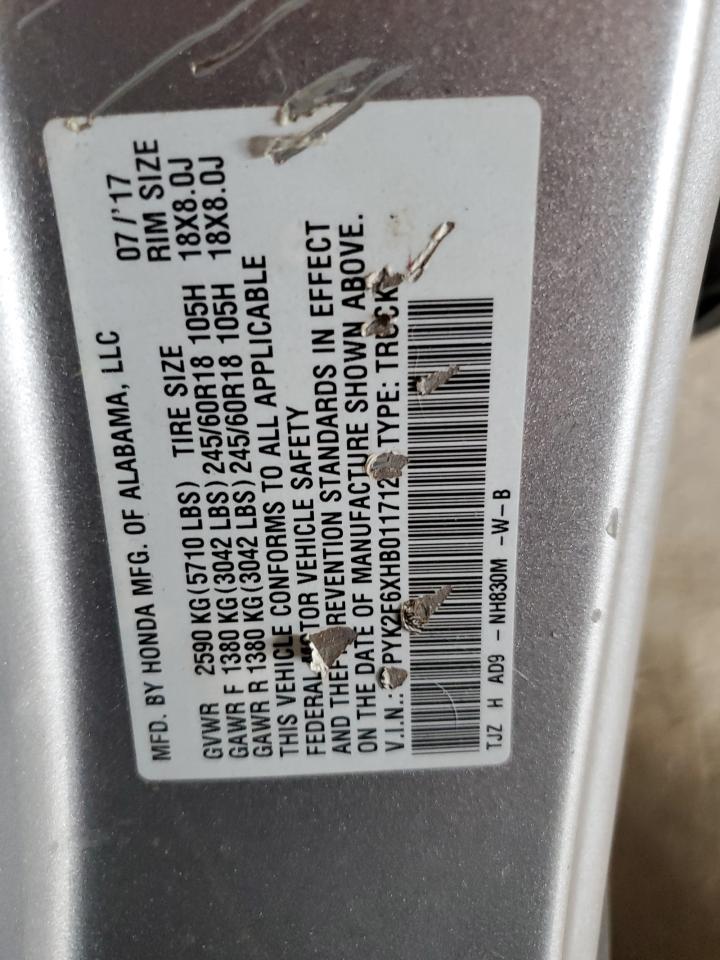 MFD. BY HONDA MFG. OF ALABAMA, LLC 07/'17
GVWR 2590 KG(5710 LBS) TIRE SIZE RIM SIZE
GAWR F 1380 KG(3042 LBS) 245/60R18 105H 18X8.0J
GAWR R 1380 KG(3042 LBS) 245/60R18 105H 18X8.0J
THIS VEHICLE CONFORMS TO ALL APPLICABLE
FEDERAL MOTOR VEHICLE SAFETY
AND THEFT PREVENTION STANDARDS IN EFFECT
ON THE DATE OF MANUFACTURE SHOWN ABOVE.
V.I.N.: TYPE: TRUCK
TJZ H AD9 - NH830M -W-B